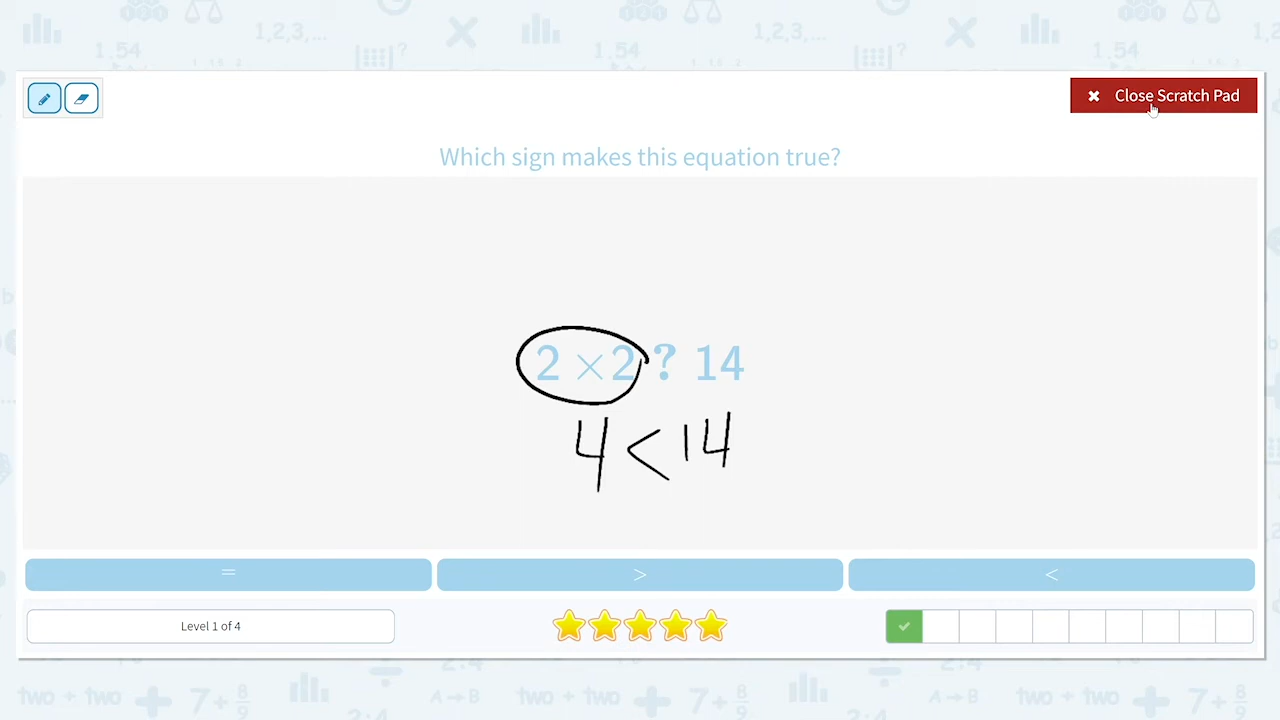 ✖ Close Scratch Pad
Which sign makes this equation true?
2 × 2 ? 14
4 < 14
= > <
Level 1 of 4